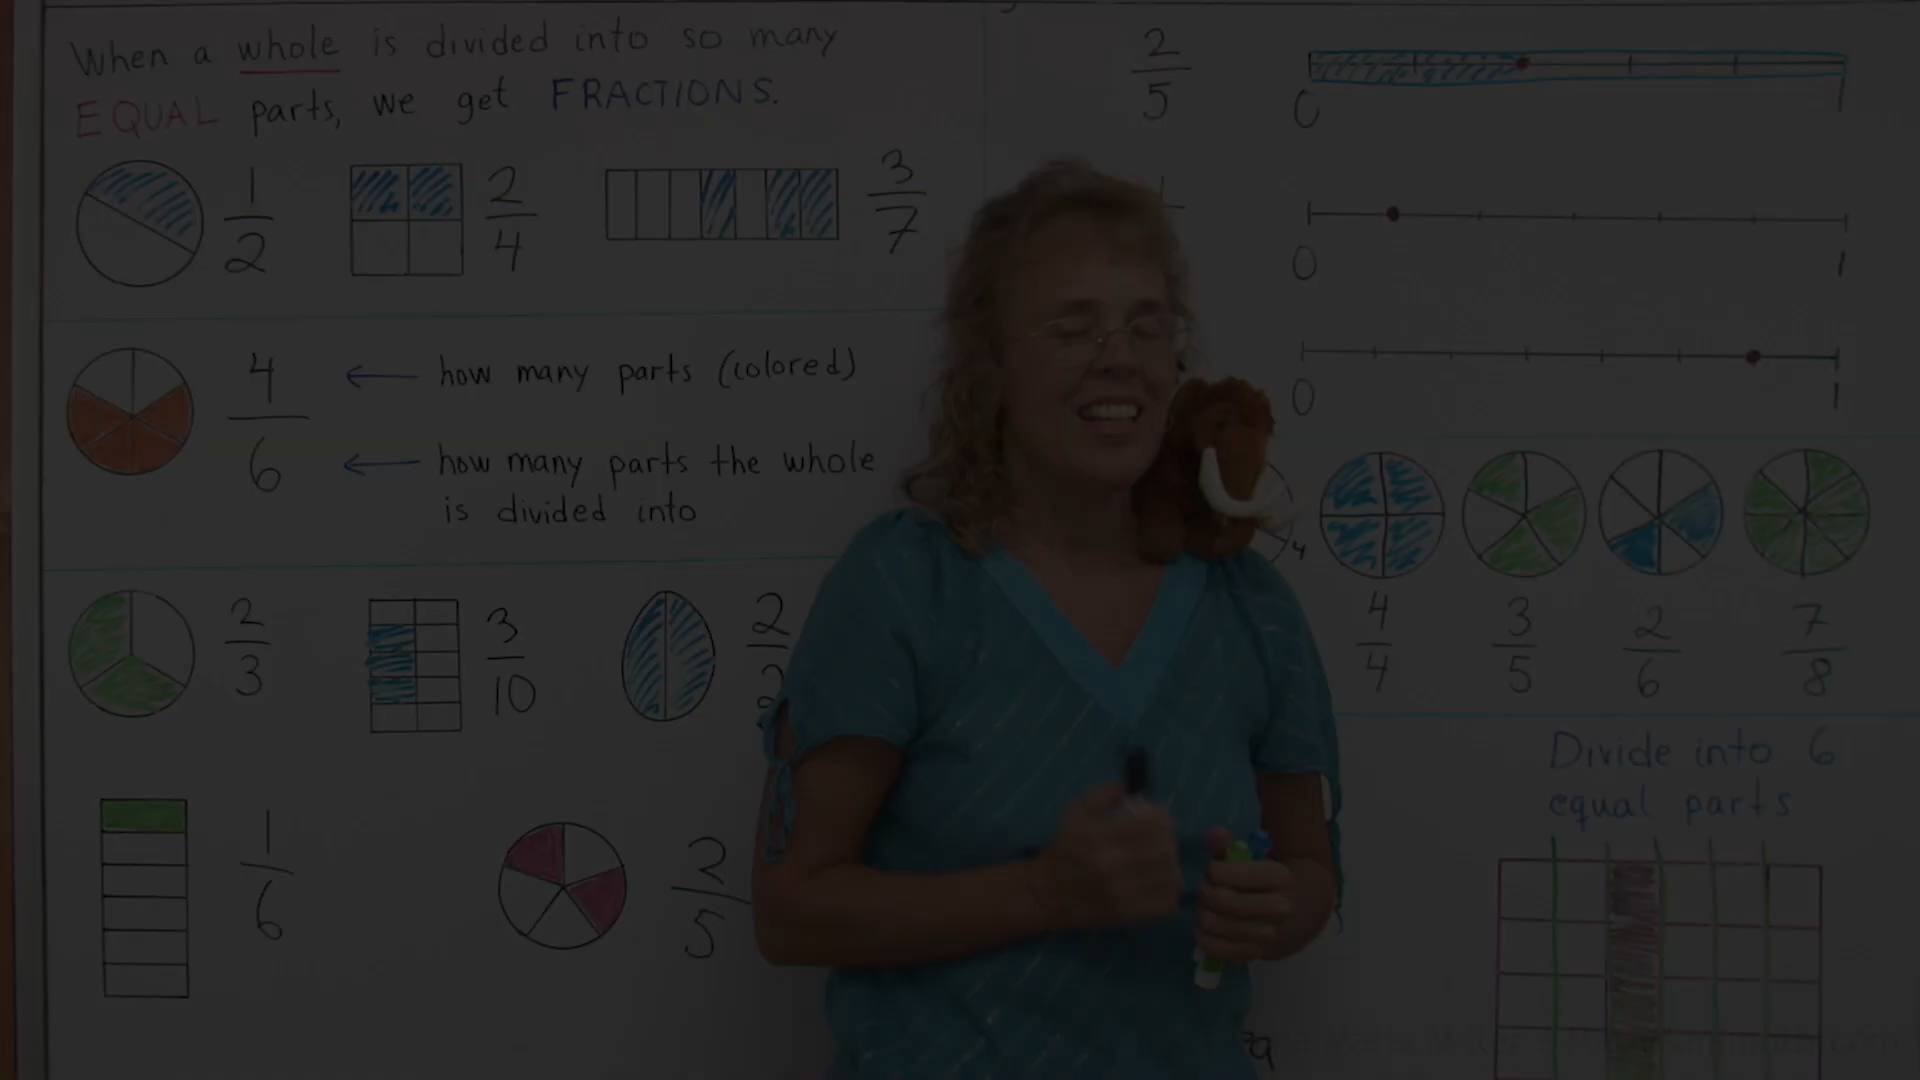 When a whole is divided into so many
EQUAL parts, we get FRACTIONS.
1/2
2/4
3/7
4/6
how many parts (colored)
how many parts the whole
is divided into
2/3
3/10
2/2
1/6
2/5
2/5
0 1
0 1
0 1
4
4/4
3/5
2/6
7/8
Divide into 6
equal parts